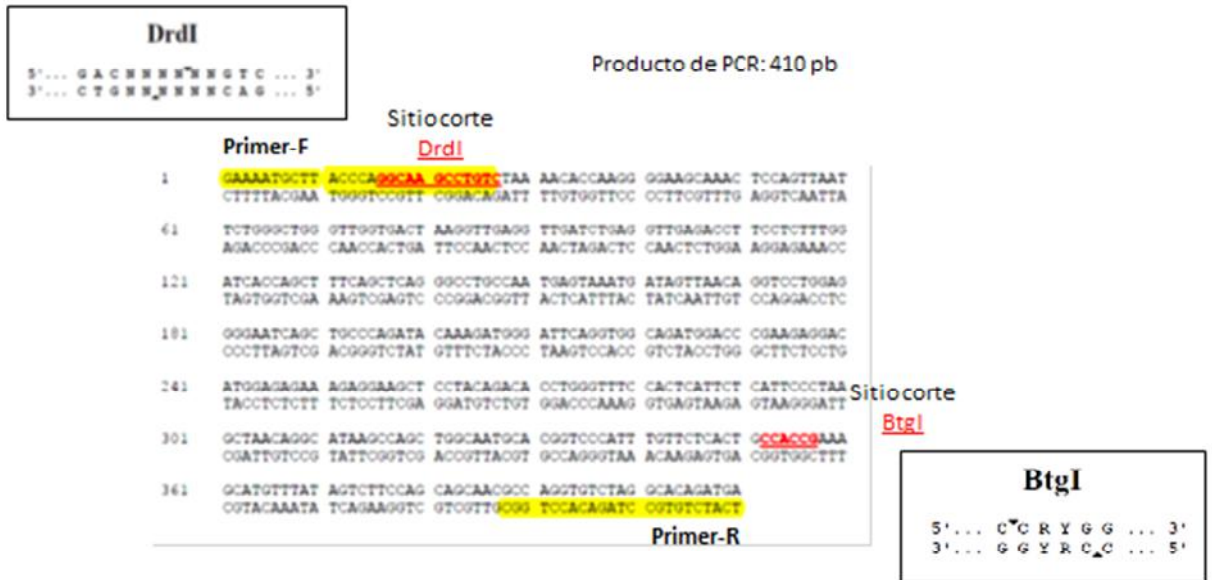 DrdI
5'... G A C N N N N▼N N G T C ... 3'
3'... C T G N N▲N N N N C A G ... 5'
Producto de PCR: 410 pb
Sitiocorte
DrdI
Primer-F
1 GAAAATGCTT ACCCAGGCAA GCCTGTCTAA AACACCAAGG GGAAGCAAAC TCCAGTTAAT
CTTTTACGAA TGGGTCCGTT CGGACAGATT TTGTGGTTCC CCTTCGTTTG AGGTCAATTA
61 TCTGGGCTGG GTTGGTGACT AAGGTTGAGG TTGATCTGAG GTTGAGACCT TCCTCTTTGG
AGACCCGACC CAACCACTGA TTCCAACTCC AACTAGACTC CAACTCTGGA AGGAGAAACC
121 ATCACCAGCT TTCAGCTCAG GGCCTGCCAA TGAGTAAATG ATAGTTAACA GGTCCTGGAG
TAGTGGTCGA AAGTCGAGTC CCGGACGGTT ACTCATTTAC TATCAATTGT CCAGGACCTC
181 GGGAATCAGC TGCCCAGATA CAAAGATGGG ATTCAGGTGG CAGATGGACC CGAAGAGGAC
CCCTTAGTCG ACGGGTCTAT GTTTCTACCC TAAGTCCACC GTCTACCTGG GCTTCTCCTG
241 ATGGAGAGAA AGAGGAAGCT CCTACAGACA CCTGGGTTTC CACTCATTCT CATTCCCTAA
TACCTCTCTT TCTCCTTCGA GGATGTCTGT GGACCCAAAG GTGAGTAAGA GTAAGGGATT
Sitiocorte
BtgI
301 GCTAACAGGC ATAAGCCAGC TGGCAATGCA CGGTCCCATT TGTTCTCACT GCCACCGAAA
CGATTGTCCG TATTCGGTCG ACCGTTACGT GCCAGGGTAA ACAAGAGTGA CGGTGGCTTT
361 GCATGTTTAT AGTCTTCCAG CAGCAACGCC AGGTGTCTAG GCACAGATGA
CGTACAAATA TCAGAAGGTC GTCGTTGCGG TCCACAGATC CGTGTCTACT
Primer-R
BtgI
5'... C▼C R Y G G ... 3'
3'... G G Y R C▲C ... 5'